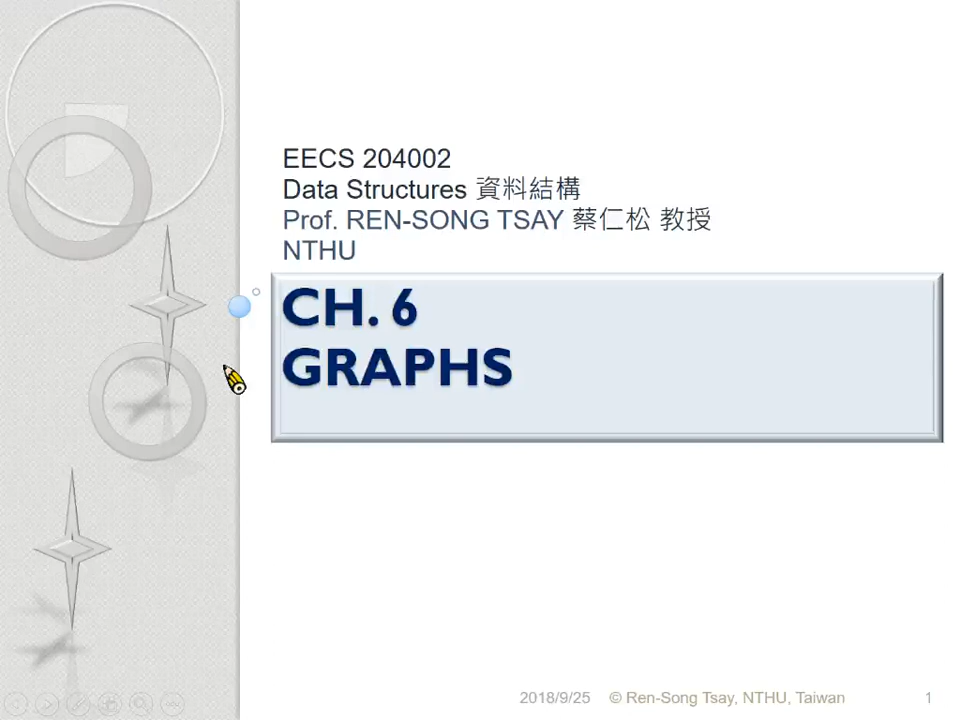 EECS 204002
Data Structures 資料結構
Prof. REN-SONG TSAY 蔡仁松 教授
NTHU
CH. 6
GRAPHS
2018/9/25 © Ren-Song Tsay, NTHU, Taiwan 1